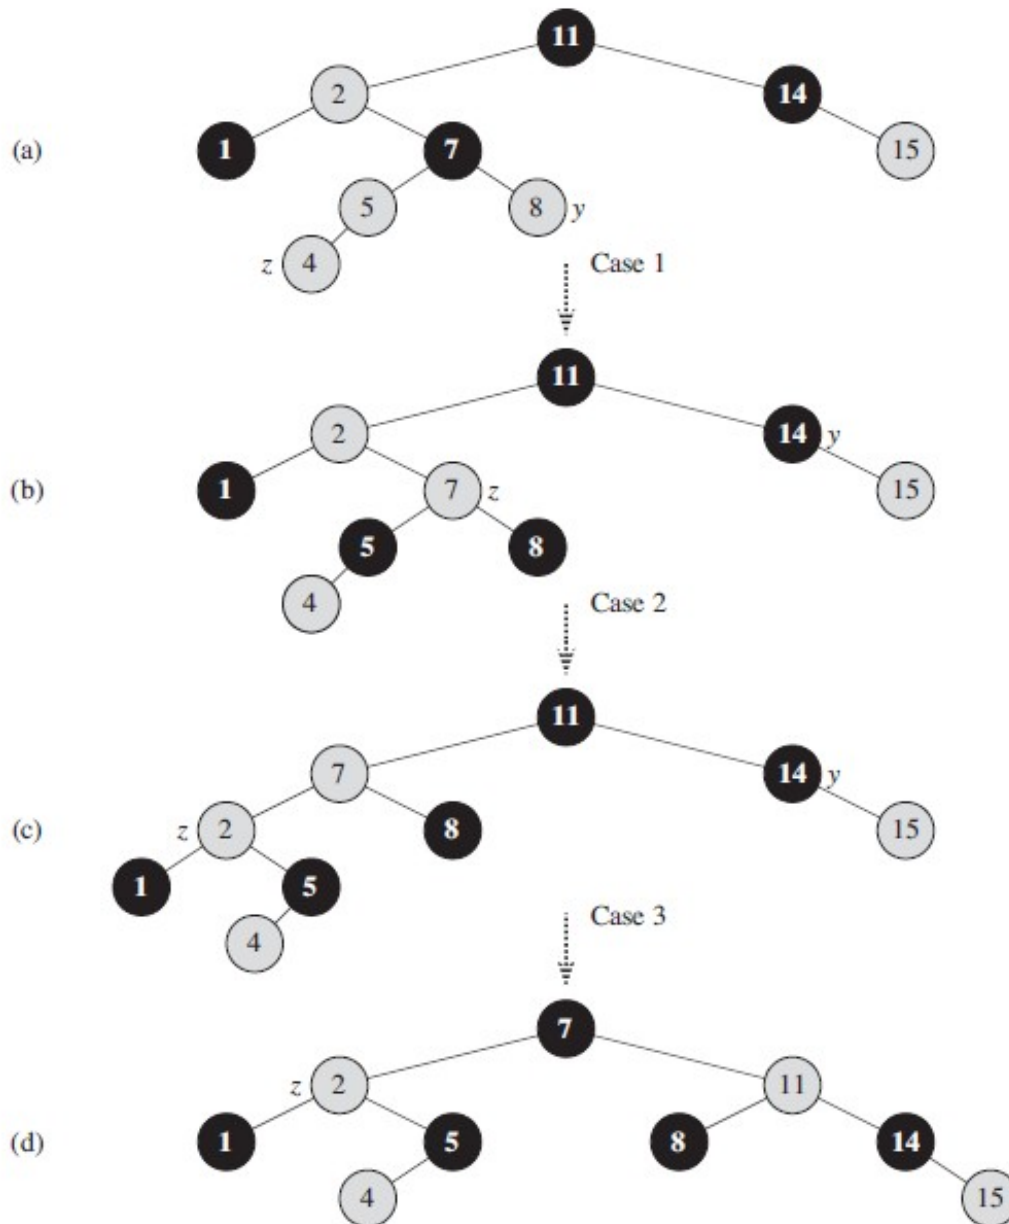 11
2 14
(a) 1 7 15
5 8 y
z 4 Case 1
11
2 14 y
(b) 1 7 z 15
5 8
4 Case 2
11
7 14 y
(c) z 2 8 15
1 5
4 Case 3
7
z 2 11
(d) 1 5 8 14
4 15